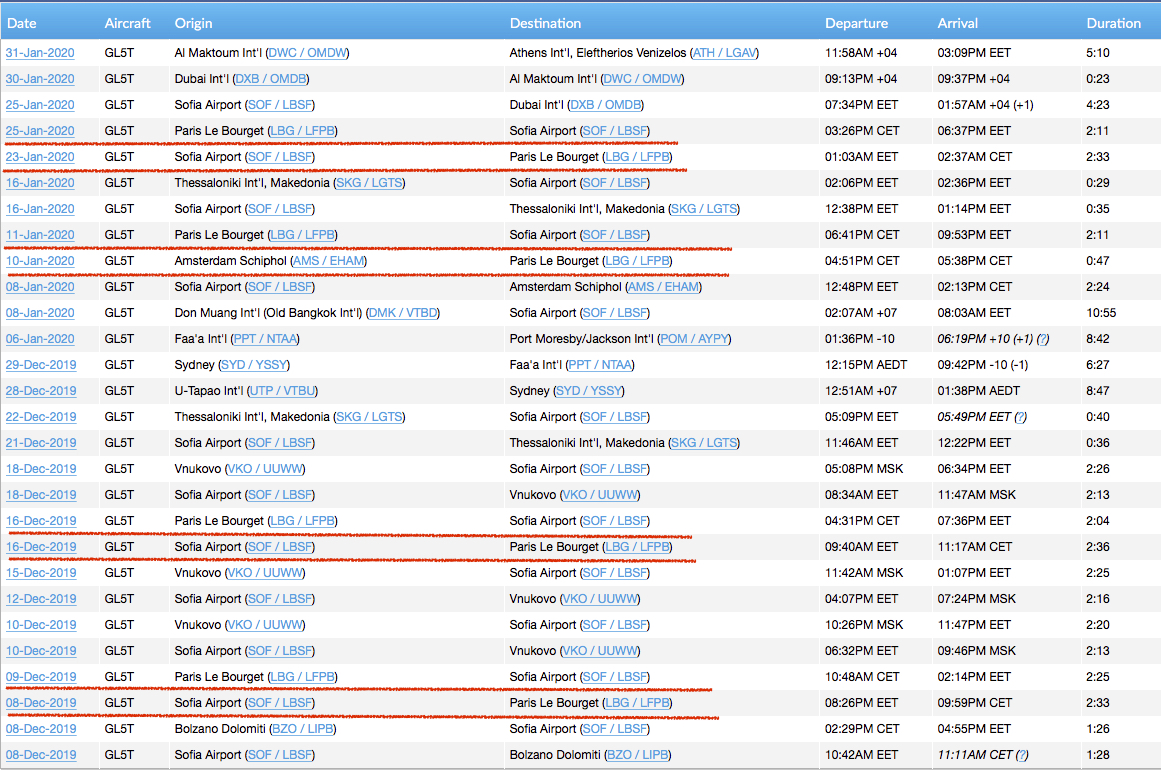 Date Aircraft Origin Destination Departure Arrival Duration
31-Jan-2020 GL5T Al Maktoum Int'l (DWC / OMDW) Athens Int'l, Eleftherios Venizelos (ATH / LGAV) 11:58AM +04 03:09PM EET 5:10
30-Jan-2020 GL5T Dubai Int'l (DXB / OMDB) Al Maktoum Int'l (DWC / OMDW) 09:13PM +04 09:37PM +04 0:23
25-Jan-2020 GL5T Sofia Airport (SOF / LBSF) Dubai Int'l (DXB / OMDB) 07:34PM EET 01:57AM +04 (+1) 4:23
25-Jan-2020 GL5T Paris Le Bourget (LBG / LFPB) Sofia Airport (SOF / LBSF) 03:26PM CET 06:37PM EET 2:11
23-Jan-2020 GL5T Sofia Airport (SOF / LBSF) Paris Le Bourget (LBG / LFPB) 01:03AM EET 02:37AM CET 2:33
16-Jan-2020 GL5T Thessaloniki Int'l, Makedonia (SKG / LGTS) Sofia Airport (SOF / LBSF) 02:06PM EET 02:36PM EET 0:29
16-Jan-2020 GL5T Sofia Airport (SOF / LBSF) Thessaloniki Int'l, Makedonia (SKG / LGTS) 12:38PM EET 01:14PM EET 0:35
11-Jan-2020 GL5T Paris Le Bourget (LBG / LFPB) Sofia Airport (SOF / LBSF) 06:41PM CET 09:53PM EET 2:11
10-Jan-2020 GL5T Amsterdam Schiphol (AMS / EHAM) Paris Le Bourget (LBG / LFPB) 04:51PM CET 05:38PM CET 0:47
08-Jan-2020 GL5T Sofia Airport (SOF / LBSF) Amsterdam Schiphol (AMS / EHAM) 12:48PM EET 02:13PM CET 2:24
08-Jan-2020 GL5T Don Muang Int'l (Old Bangkok Int'l) (DMK / VTBD) Sofia Airport (SOF / LBSF) 02:07AM +07 08:03AM EET 10:55
06-Jan-2020 GL5T Faa'a Int'l (PPT / NTAA) Port Moresby/Jackson Int'l (POM / AYPY) 01:36PM -10 06:19PM +10 (+1) (?) 8:42
29-Dec-2019 GL5T Sydney (SYD / YSSY) Faa'a Int'l (PPT / NTAA) 12:15PM AEDT 09:42PM -10 (-1) 6:27
28-Dec-2019 GL5T U-Tapao Int'l (UTP / VTBU) Sydney (SYD / YSSY) 12:51AM +07 01:38PM AEDT 8:47
22-Dec-2019 GL5T Thessaloniki Int'l, Makedonia (SKG / LGTS) Sofia Airport (SOF / LBSF) 05:09PM EET 05:49PM EET (?) 0:40
21-Dec-2019 GL5T Sofia Airport (SOF / LBSF) Thessaloniki Int'l, Makedonia (SKG / LGTS) 11:46AM EET 12:22PM EET 0:36
18-Dec-2019 GL5T Vnukovo (VKO / UUWW) Sofia Airport (SOF / LBSF) 05:08PM MSK 06:34PM EET 2:26
18-Dec-2019 GL5T Sofia Airport (SOF / LBSF) Vnukovo (VKO / UUWW) 08:34AM EET 11:47AM MSK 2:13
16-Dec-2019 GL5T Paris Le Bourget (LBG / LFPB) Sofia Airport (SOF / LBSF) 04:31PM CET 07:36PM EET 2:04
16-Dec-2019 GL5T Sofia Airport (SOF / LBSF) Paris Le Bourget (LBG / LFPB) 09:40AM EET 11:17AM CET 2:36
15-Dec-2019 GL5T Vnukovo (VKO / UUWW) Sofia Airport (SOF / LBSF) 11:42AM MSK 01:07PM EET 2:25
12-Dec-2019 GL5T Sofia Airport (SOF / LBSF) Vnukovo (VKO / UUWW) 04:07PM EET 07:24PM MSK 2:16
10-Dec-2019 GL5T Vnukovo (VKO / UUWW) Sofia Airport (SOF / LBSF) 10:26PM MSK 11:47PM EET 2:20
10-Dec-2019 GL5T Sofia Airport (SOF / LBSF) Vnukovo (VKO / UUWW) 06:32PM EET 09:46PM MSK 2:13
09-Dec-2019 GL5T Paris Le Bourget (LBG / LFPB) Sofia Airport (SOF / LBSF) 10:48AM CET 02:14PM EET 2:25
08-Dec-2019 GL5T Sofia Airport (SOF / LBSF) Paris Le Bourget (LBG / LFPB) 08:26PM EET 09:59PM CET 2:33
08-Dec-2019 GL5T Bolzano Dolomiti (BZO / LIPB) Sofia Airport (SOF / LBSF) 02:29PM CET 04:55PM EET 1:26
08-Dec-2019 GL5T Sofia Airport (SOF / LBSF) Bolzano Dolomiti (BZO / LIPB) 10:42AM EET 11:11AM CET (?) 1:28